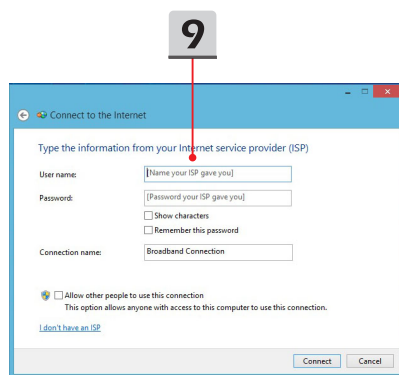 9
Connect to the Internet
Type the information from your Internet service provider (ISP)
User name: [Name your ISP gave you]
Password: [Password your ISP gave you]
Show characters
Remember this password
Connection name: Broadband Connection
Allow other people to use this connection
This option allows anyone with access to this computer to use this connection.
I don't have an ISP
Connect Cancel